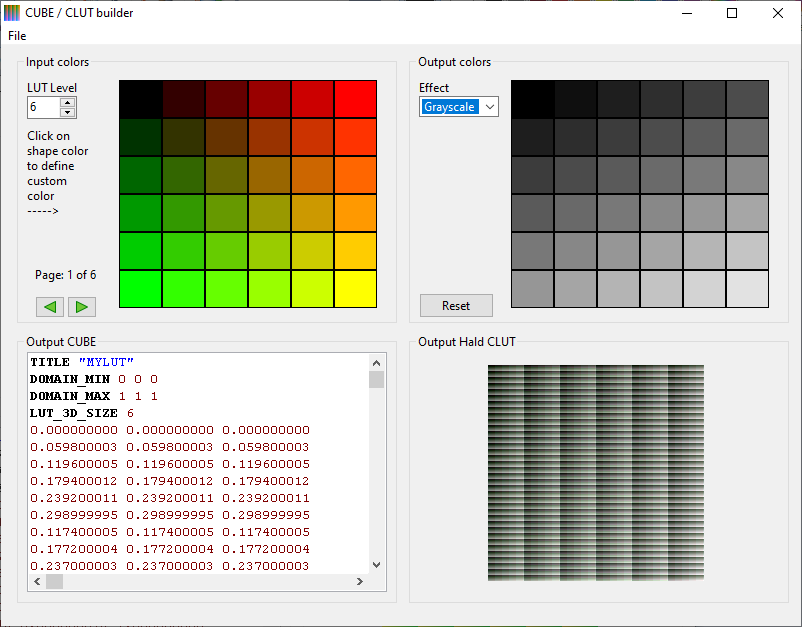 CUBE / CLUT builder
File
Input colors
LUT Level
6
Click on
shape color
to define
custom
color
----->
Page: 1 of 6
Output colors
Effect
Grayscale
Reset
Output CUBE
TITLE "MYLUT"
DOMAIN_MIN 0 0 0
DOMAIN_MAX 1 1 1
LUT_3D_SIZE 6
0.000000000 0.000000000 0.000000000
0.059800003 0.059800003 0.059800003
0.119600005 0.119600005 0.119600005
0.179400012 0.179400012 0.179400012
0.239200011 0.239200011 0.239200011
0.298999995 0.298999995 0.298999995
0.117400005 0.117400005 0.117400005
0.177200004 0.177200004 0.177200004
0.237000003 0.237000003 0.237000003
Output Hald CLUT